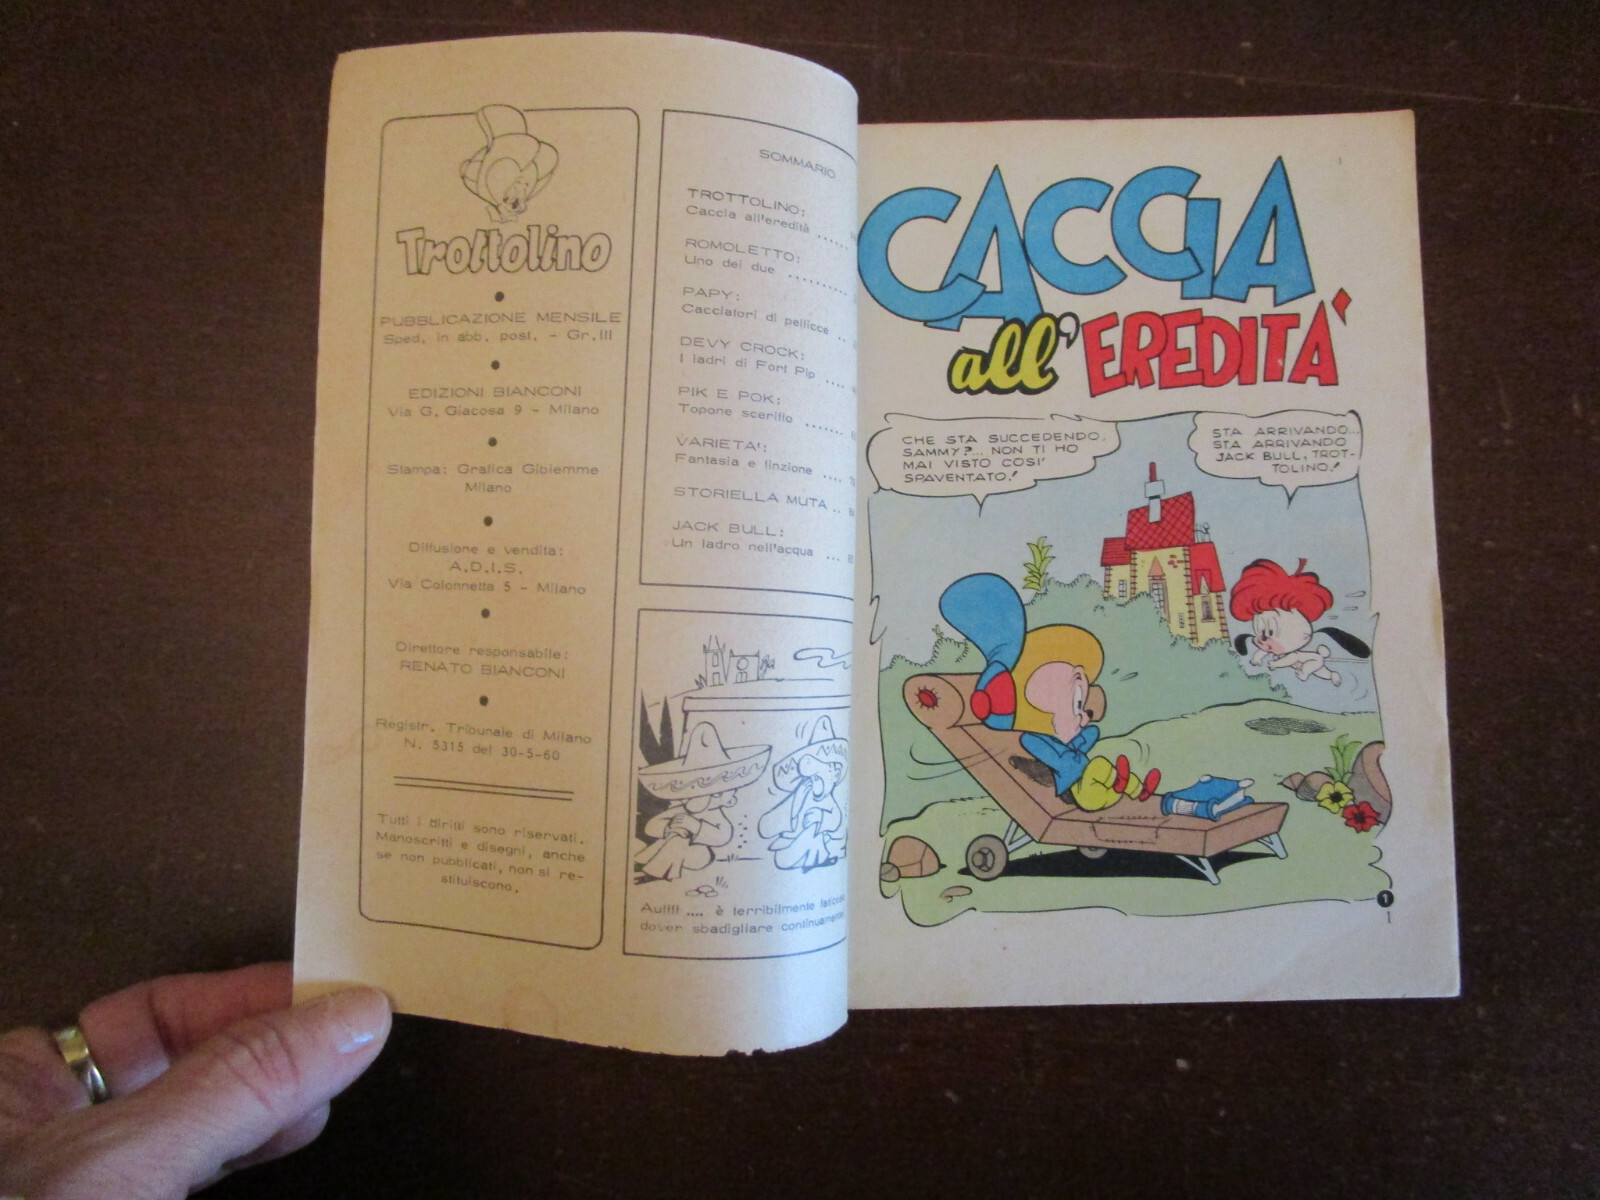 Trottolino
PUBBLICAZIONE MENSILE
Sped. in abb. post. - Gr.III
EDIZIONI BIANCONI
Via G. Giacosa 9 - Milano
Stampa: Grafica Gibiemme
Milano
Diffusione e vendita:
A.D.I.S.
Via Colonnetta 5 - Milano
Direttore responsabile:
RENATO BIANCONI
Registr. Tribunale di Milano
N. 5315 del 30-5-60
Tutti i diritti sono riservati.
Manoscritti e disegni, anche
se non pubblicati, non si re-
stituiscono.
SOMMARIO
TROTTOLINO:
Caccia all'eredità ......
ROMOLETTO:
Uno dei due ..........
PAPY:
Cacciatori di pellicce ..
DEVY CROCK:
I ladri di Fort Pip ....
PIK E POK:
Topone sceriffo .......
VARIETA':
Fantasia e finzione ....
STORIELLA MUTA ..
JACK BULL:
Un ladro nell'acqua ...
Auffff .... è terribilmente
dover sbadigliare continuamente
CACCIA
all'EREDITA'
CHE STA SUCCEDENDO,
SAMMY?... NON TI HO
MAI VISTO COSI'
SPAVENTATO!
STA ARRIVANDO...
STA ARRIVANDO
JACK BULL, TROT-
TOLINO!
1
1